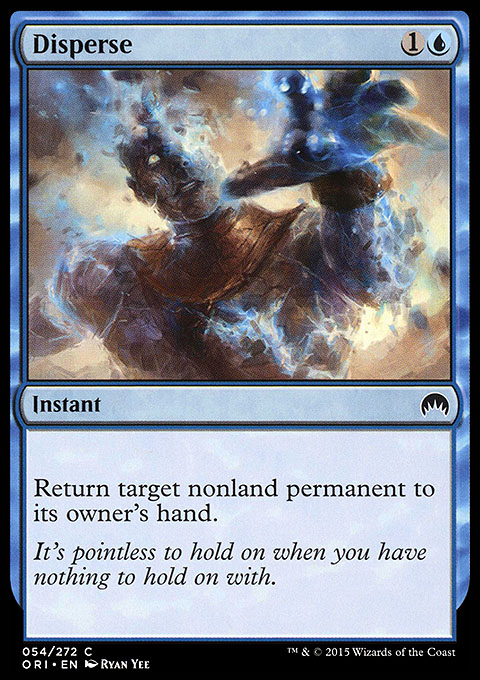 Disperse 1
Instant
Return target nonland permanent to
its owner's hand.
It's pointless to hold on when you have
nothing to hold on with.
054/272 C
ORI • EN Ryan Yee
™ & © 2015 Wizards of the Coast